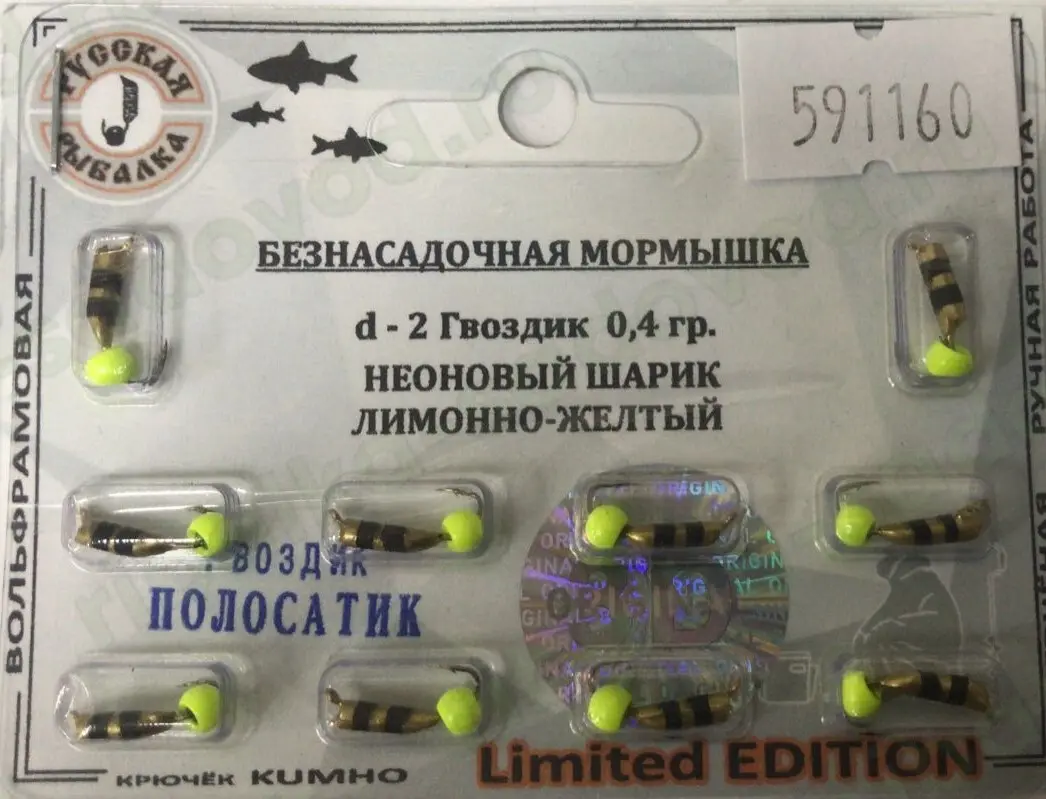 РУССКАЯ
РЫБАЛКА
591160
БЕЗНАСАДОЧНАЯ МОРМЫШКА
d - 2 Гвоздик 0,4 гр.
НЕОНОВЫЙ ШАРИК
ЛИМОННО-ЖЕЛТЫЙ
ВОЛЬФРАМОВАЯ
РУЧНАЯ РАБОТА
ВОЗДИК
ПОЛОСАТИК
ORIGINAL
КРЮЧЁК KUMHO
Limited EDITION